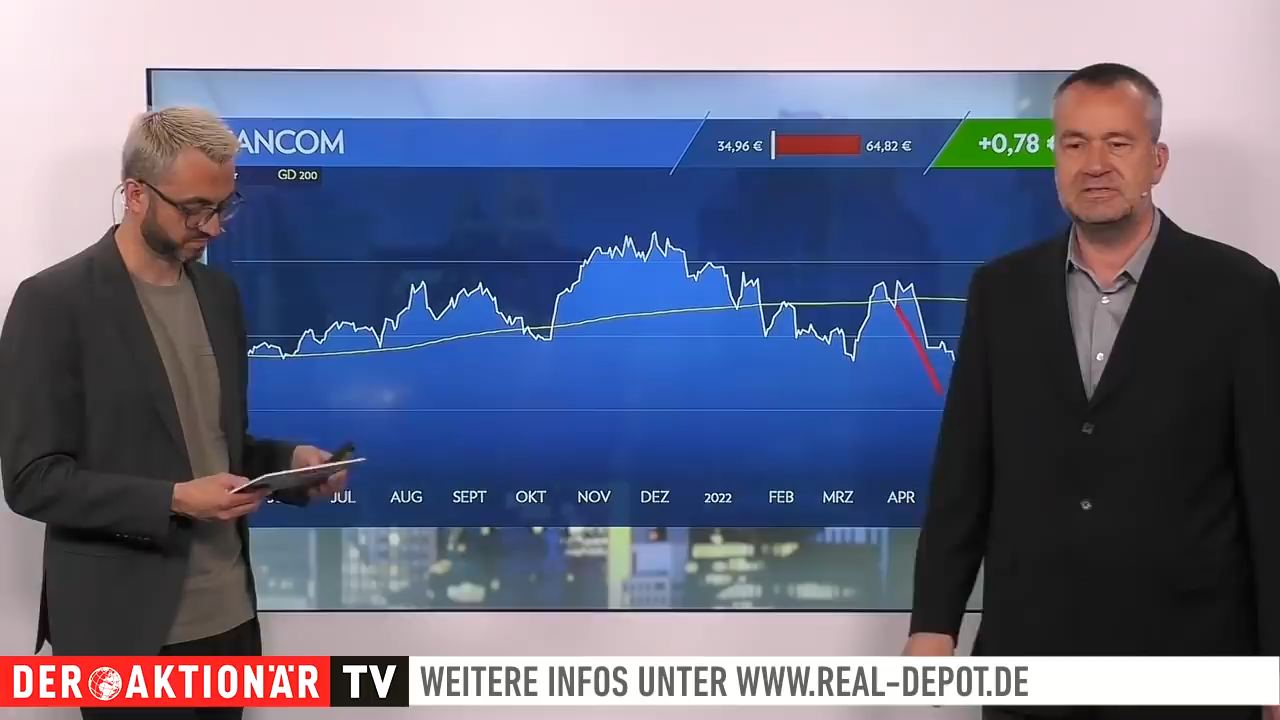 ANCOM
34,96 €
64,82 €
+0,78
GD 200
JUL AUG SEPT OKT NOV DEZ 2022 FEB MRZ APR
DER AKTIONÄR TV
WEITERE INFOS UNTER WWW.REAL-DEPOT.DE